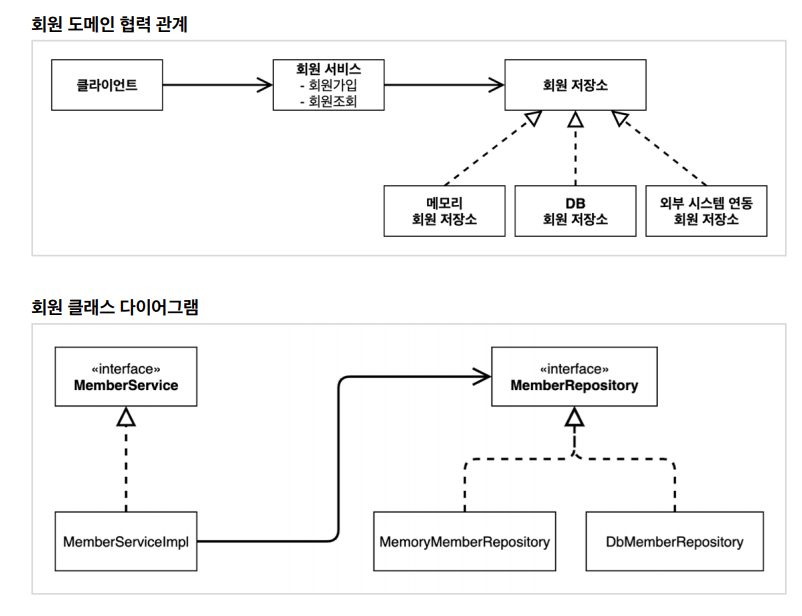 회원 도메인 협력 관계
클라이언트
회원 서비스
- 회원가입
- 회원조회
회원 저장소
메모리
회원 저장소
DB
회원 저장소
외부 시스템 연동
회원 저장소
회원 클래스 다이어그램
«interface»
MemberService
«interface»
MemberRepository
MemberServiceImpl
MemoryMemberRepository
DbMemberRepository